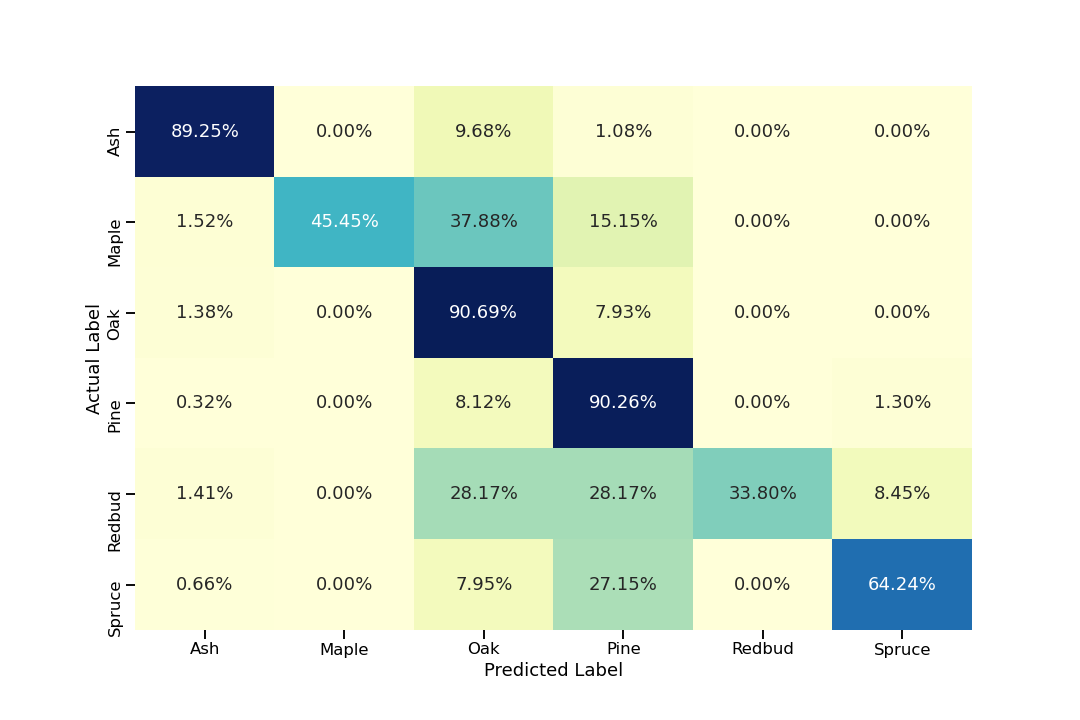 Ash 89.25% 0.00% 9.68% 1.08% 0.00% 0.00%
Maple 1.52% 45.45% 37.88% 15.15% 0.00% 0.00%
Actual Label
Oak 1.38% 0.00% 90.69% 7.93% 0.00% 0.00%
Pine 0.32% 0.00% 8.12% 90.26% 0.00% 1.30%
Redbud 1.41% 0.00% 28.17% 28.17% 33.80% 8.45%
Spruce 0.66% 0.00% 7.95% 27.15% 0.00% 64.24%
Ash Maple Oak Pine Redbud Spruce
Predicted Label